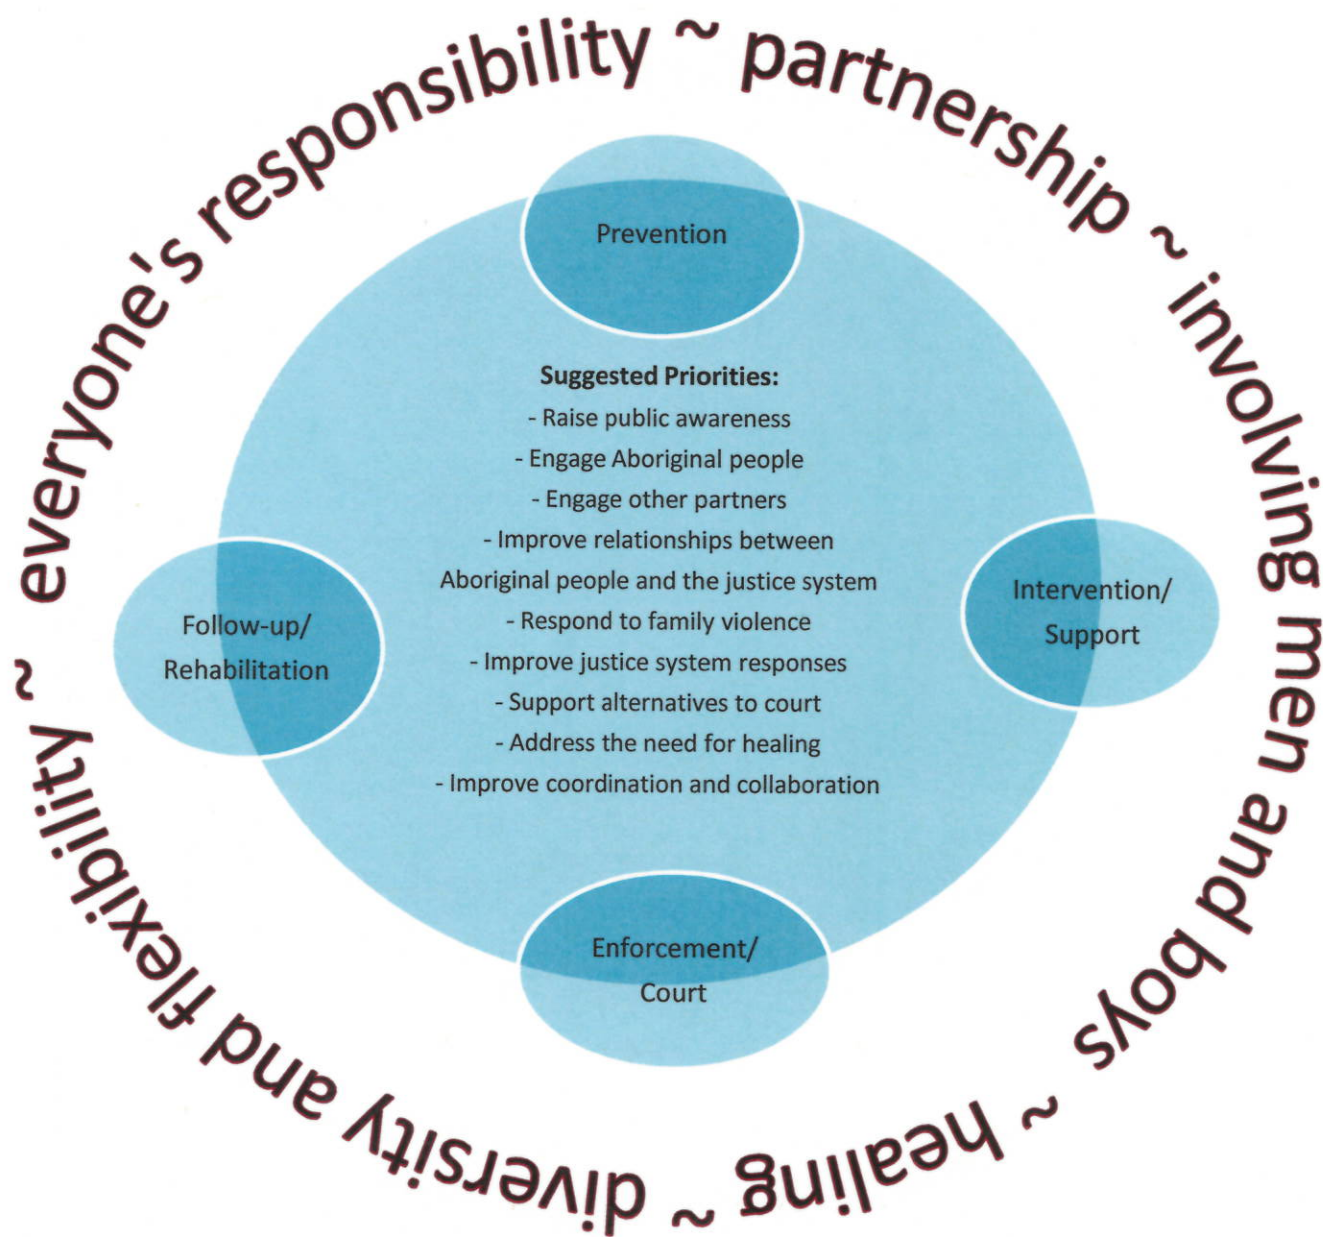 everyone's responsibility ~ partnership ~ involving men and boys ~ healing ~ diversity and flexibility ~
Prevention
Suggested Priorities:
- Raise public awareness
- Engage Aboriginal people
- Engage other partners
- Improve relationships between
Aboriginal people and the justice system
- Respond to family violence
- Improve justice system responses
- Support alternatives to court
- Address the need for healing
- Improve coordination and collaboration
Intervention/
Support
Enforcement/
Court
Follow-up/
Rehabilitation